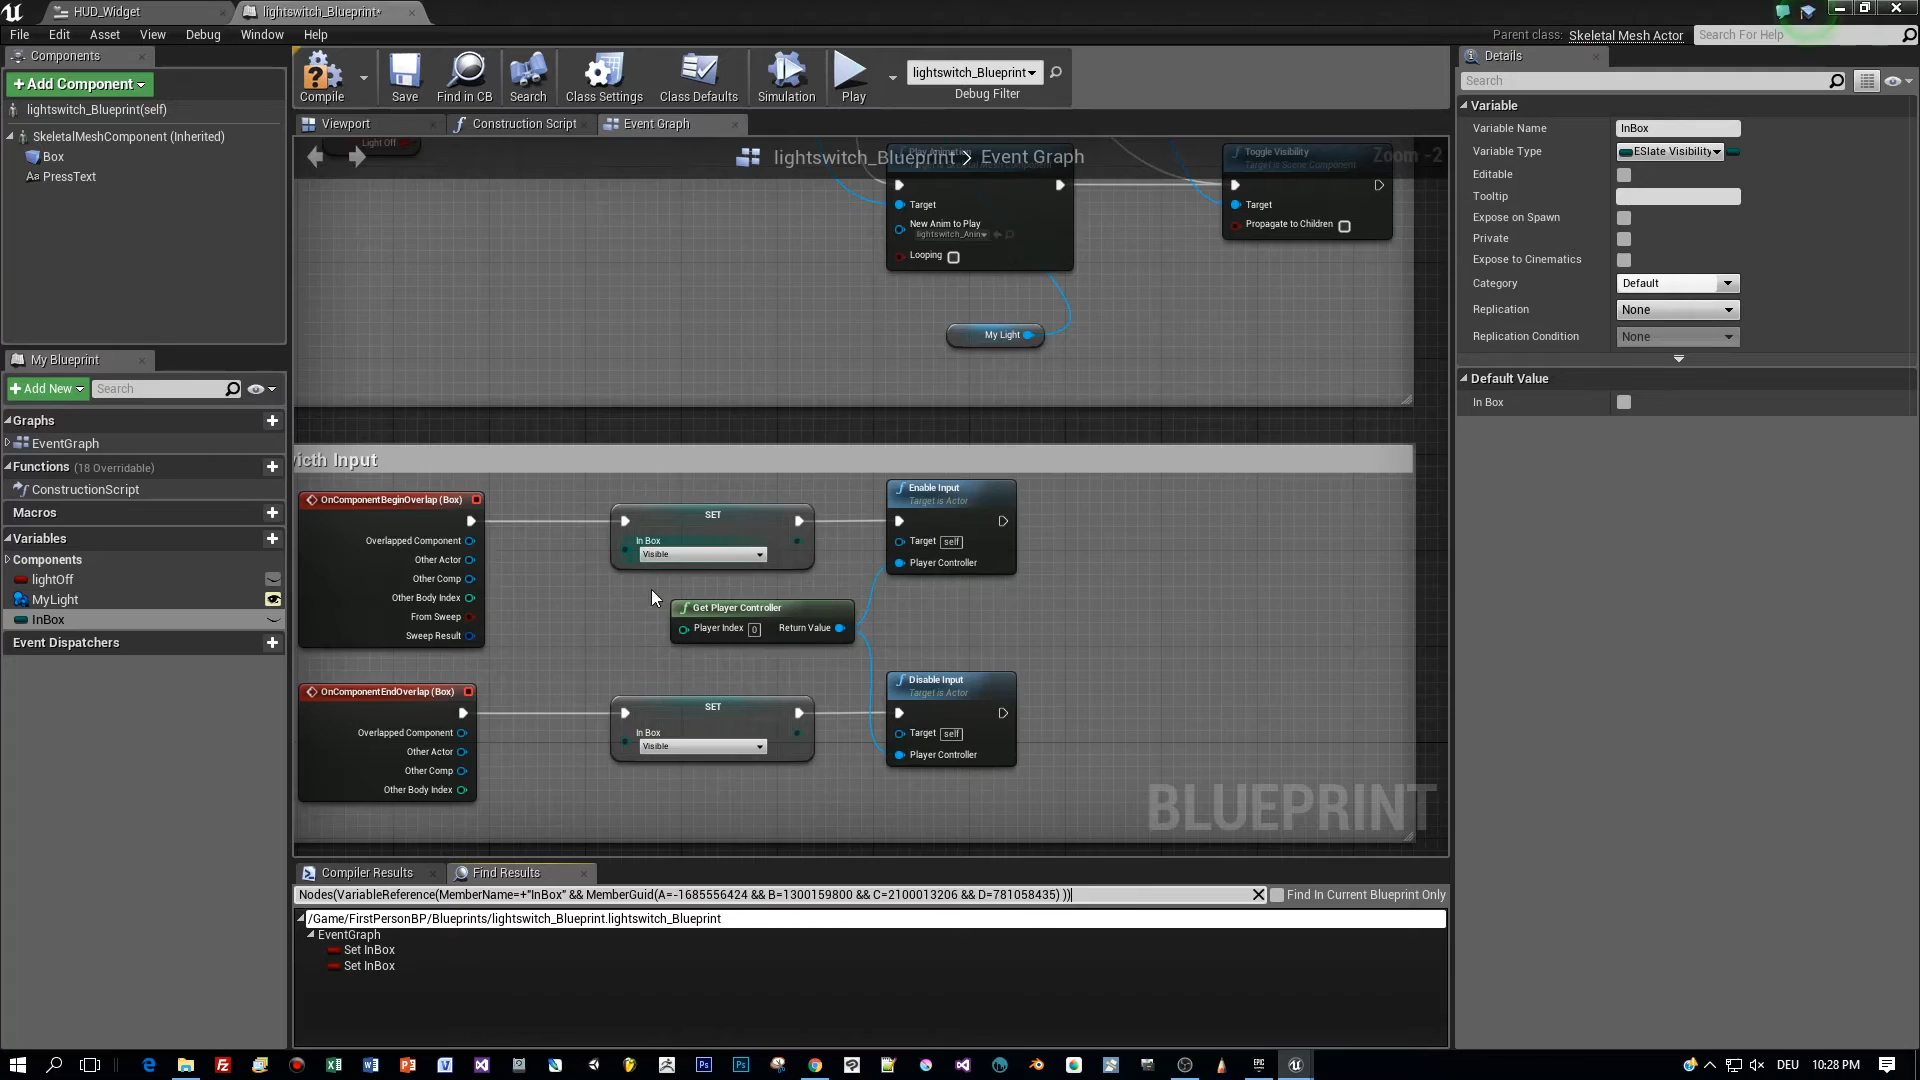 HUD_Widget
lightswitch_Blueprint*
File Edit Asset View Debug Window Help
Parent class: Skeletal Mesh Actor
Search For Help
Components
+ Add Component
lightswitch_Blueprint(self)
SkeletalMeshComponent (Inherited)
Box
PressText
Compile
Save
Find in CB
Search
Class Settings
Class Defaults
Simulation
Play
lightswitch_Blueprint
Debug Filter
Viewport
Construction Script
Event Graph
lightswitch_Blueprint > Event Graph
Zoom -2
Light Off
Play Animation
Target
New Anim to Play
lightswitch_Anim
Looping
Toggle Visibility
Target is Scene Component
Target
Propagate to Children
My Light
My Blueprint
+ Add New
Search
Graphs
EventGraph
Functions (18 Overridable)
ConstructionScript
Macros
Variables
Components
lightOff
MyLight
InBox
Event Dispatchers
victh Input
OnComponentBeginOverlap (Box)
Overlapped Component
Other Actor
Other Comp
Other Body Index
From Sweep
Sweep Result
SET
In Box
Visible
Enable Input
Target is Actor
Target self
Player Controller
Get Player Controller
Player Index 0
Return Value
OnComponentEndOverlap (Box)
Overlapped Component
Other Actor
Other Comp
Other Body Index
SET
In Box
Visible
Disable Input
Target is Actor
Target self
Player Controller
BLUEPRINT
Compiler Results
Find Results
Nodes(VariableReference(MemberName=+"InBox" && MemberGuid(A=-1685556424 && B=1300159800 && C=2100013206 && D=781058435) ))
Find In Current Blueprint Only
/Game/FirstPersonBP/Blueprints/lightswitch_Blueprint.lightswitch_Blueprint
EventGraph
Set InBox
Set InBox
Details
Search
Variable
Variable Name InBox
Variable Type ESlate Visibility
Editable
Tooltip
Expose on Spawn
Private
Expose to Cinematics
Category Default
Replication None
Replication Condition None
Default Value
In Box
DEU
10:28 PM